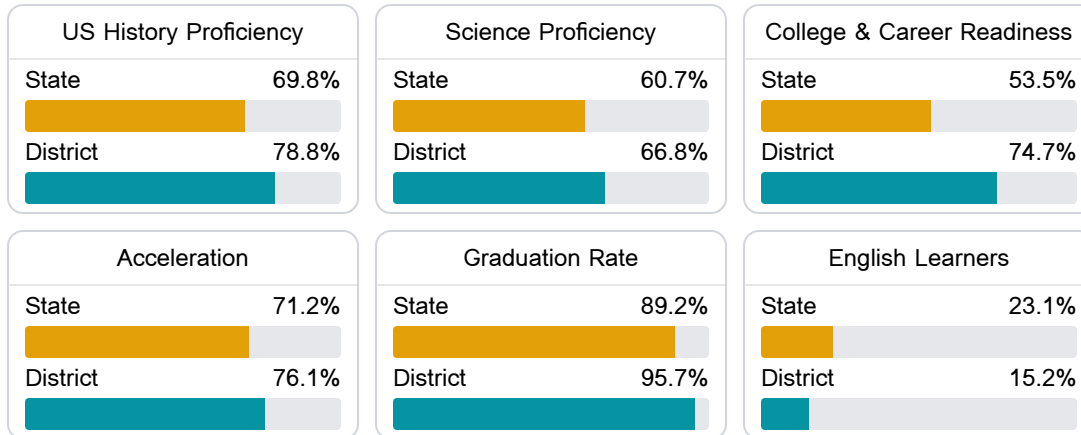 US History Proficiency
State 69.8%
District 78.8%
Science Proficiency
State 60.7%
District 66.8%
College & Career Readiness
State 53.5%
District 74.7%
Acceleration
State 71.2%
District 76.1%
Graduation Rate
State 89.2%
District 95.7%
English Learners
State 23.1%
District 15.2%